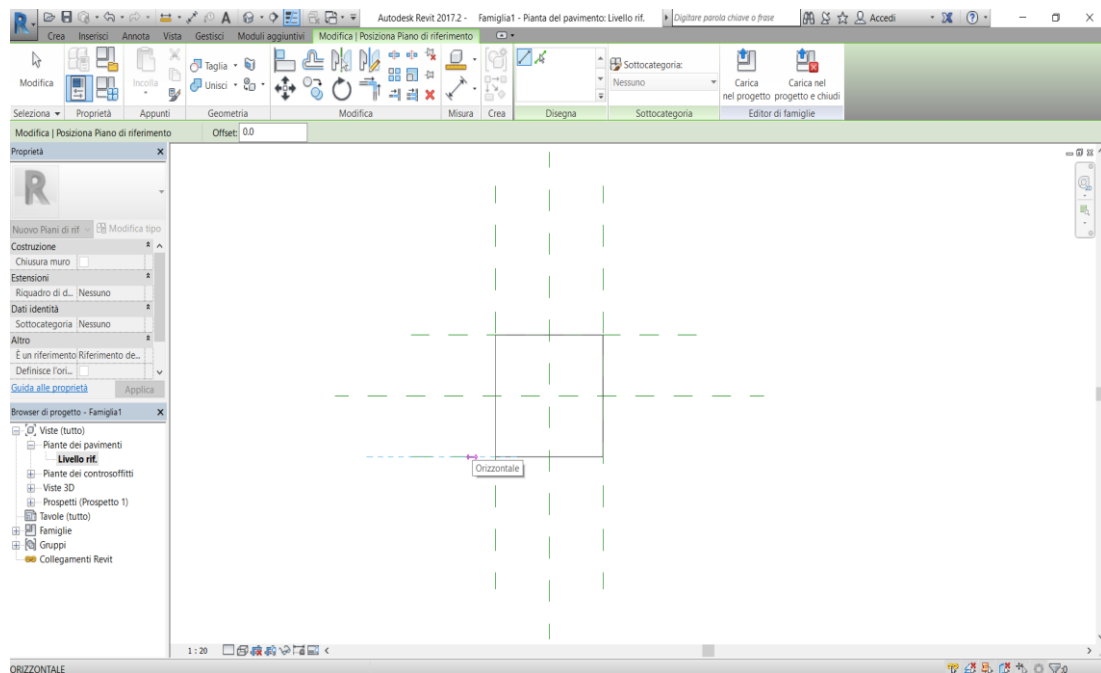 Autodesk Revit 2017.2 - Famiglia1 - Pianta del pavimento: Livello rif.
Digitare parola chiave o frase
Accedi
Crea Inserisci Annota Vista Gestisci Moduli aggiuntivi Modifica | Posiziona Piano di riferimento
Modifica
Incolla
Taglia
Unisci
Sottocategoria:
Nessuno
Carica
nel progetto
Carica nel
progetto e chiudi
Seleziona Proprietà Appunti Geometria Modifica Misura Crea Disegna Sottocategoria Editor di famiglie
Modifica | Posiziona Piano di riferimento Offset: 0.0
Proprietà
Nuovo Piani di rif Modifica tipo
Costruzione
Chiusura muro
Estensioni
Riquadro di d... Nessuno
Dati identità
Sottocategoria Nessuno
Altro
È un riferimento Riferimento de...
Definisce l'ori...
Guida alle proprietà Applica
Browser di progetto - Famiglia1
Viste (tutto)
Piante dei pavimenti
Livello rif.
Piante dei controsoffitti
Viste 3D
Prospetti (Prospetto 1)
Tavole (tutto)
Famiglie
Gruppi
Collegamenti Revit
Orizzontale
1 : 20
ORIZZONTALE
:0